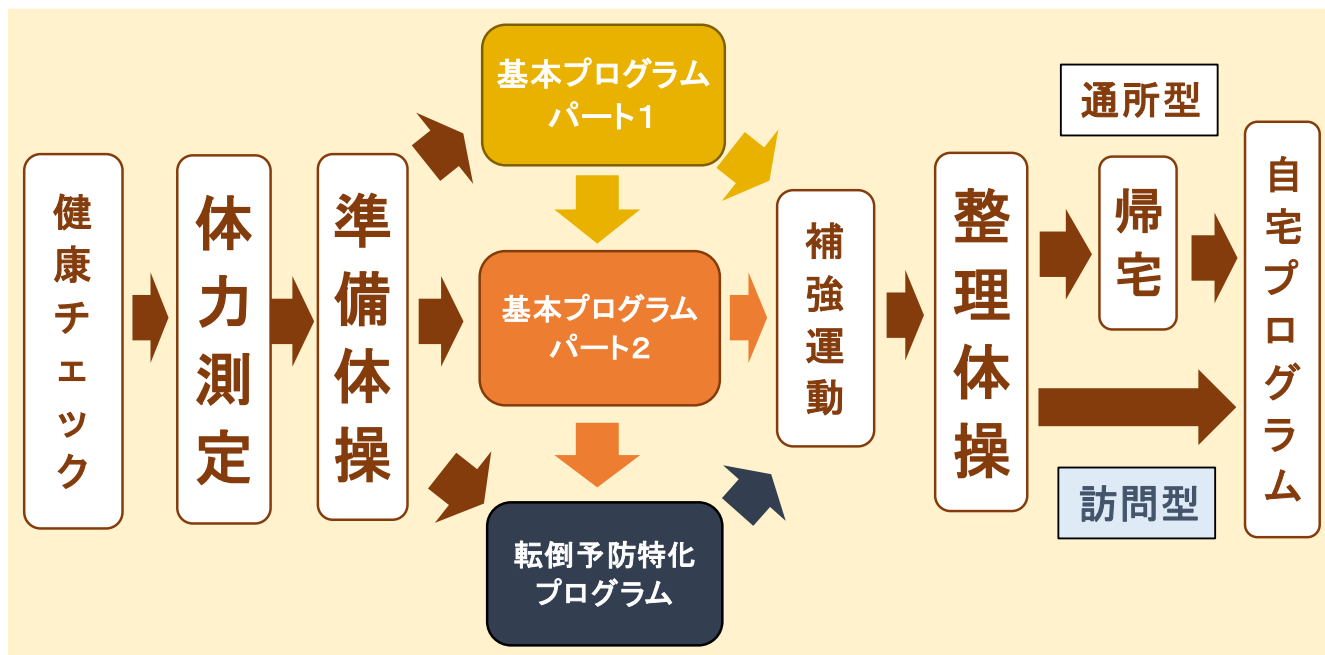 健康チェック
体力測定
準備体操
基本プログラム
パート１
基本プログラム
パート２
転倒予防特化
プログラム
補強運動
整理体操
通所型
帰宅
訪問型
自宅プログラム